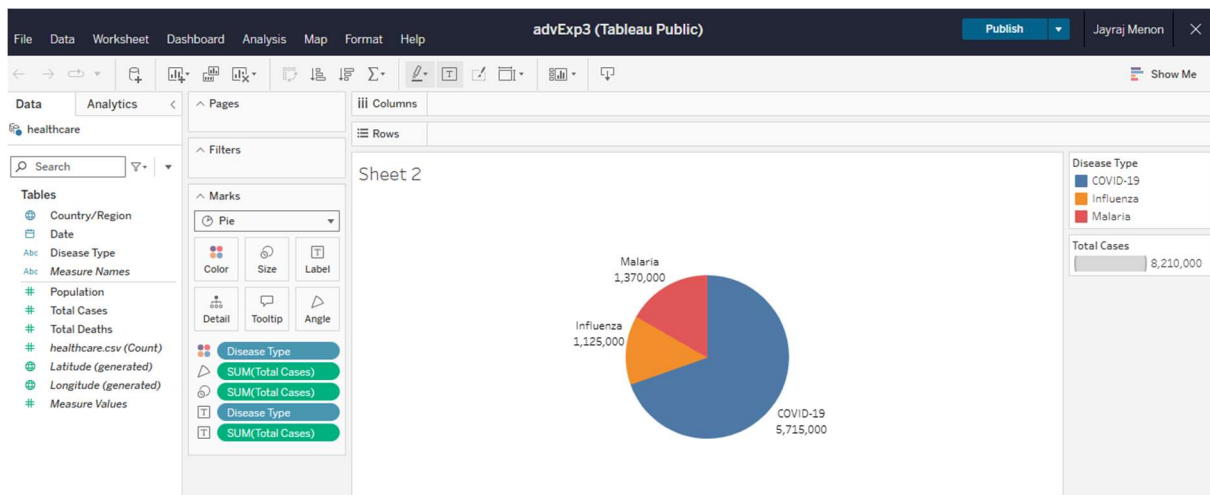 advExp3 (Tableau Public)
Publish
Jayraj Menon
File Data Worksheet Dashboard Analysis Map Format Help
Show Me
Data Analytics
healthcare
Search
Tables
Country/Region
Date
Abc Disease Type
Abc Measure Names
# Population
# Total Cases
# Total Deaths
# healthcare.csv (Count)
Latitude (generated)
Longitude (generated)
# Measure Values
Pages
Filters
Marks
Pie
Color Size Label
Detail Tooltip Angle
Disease Type
SUM(Total Cases)
SUM(Total Cases)
Disease Type
SUM(Total Cases)
Columns
Rows
Sheet 2
Malaria
1,370,000
Influenza
1,125,000
COVID-19
5,715,000
Disease Type
COVID-19
Influenza
Malaria
Total Cases
8,210,000